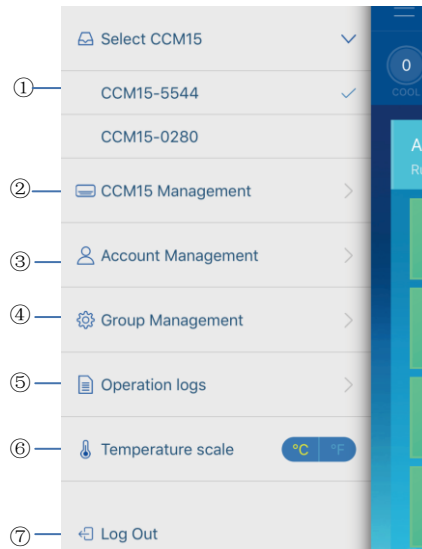 Select CCM15
0
① CCM15-5544
COOL
CCM15-0280
A
② CCM15 Management
Ru
③ Account Management
④ Group Management
⑤ Operation logs
⑥ Temperature scale °C °F
⑦ Log Out